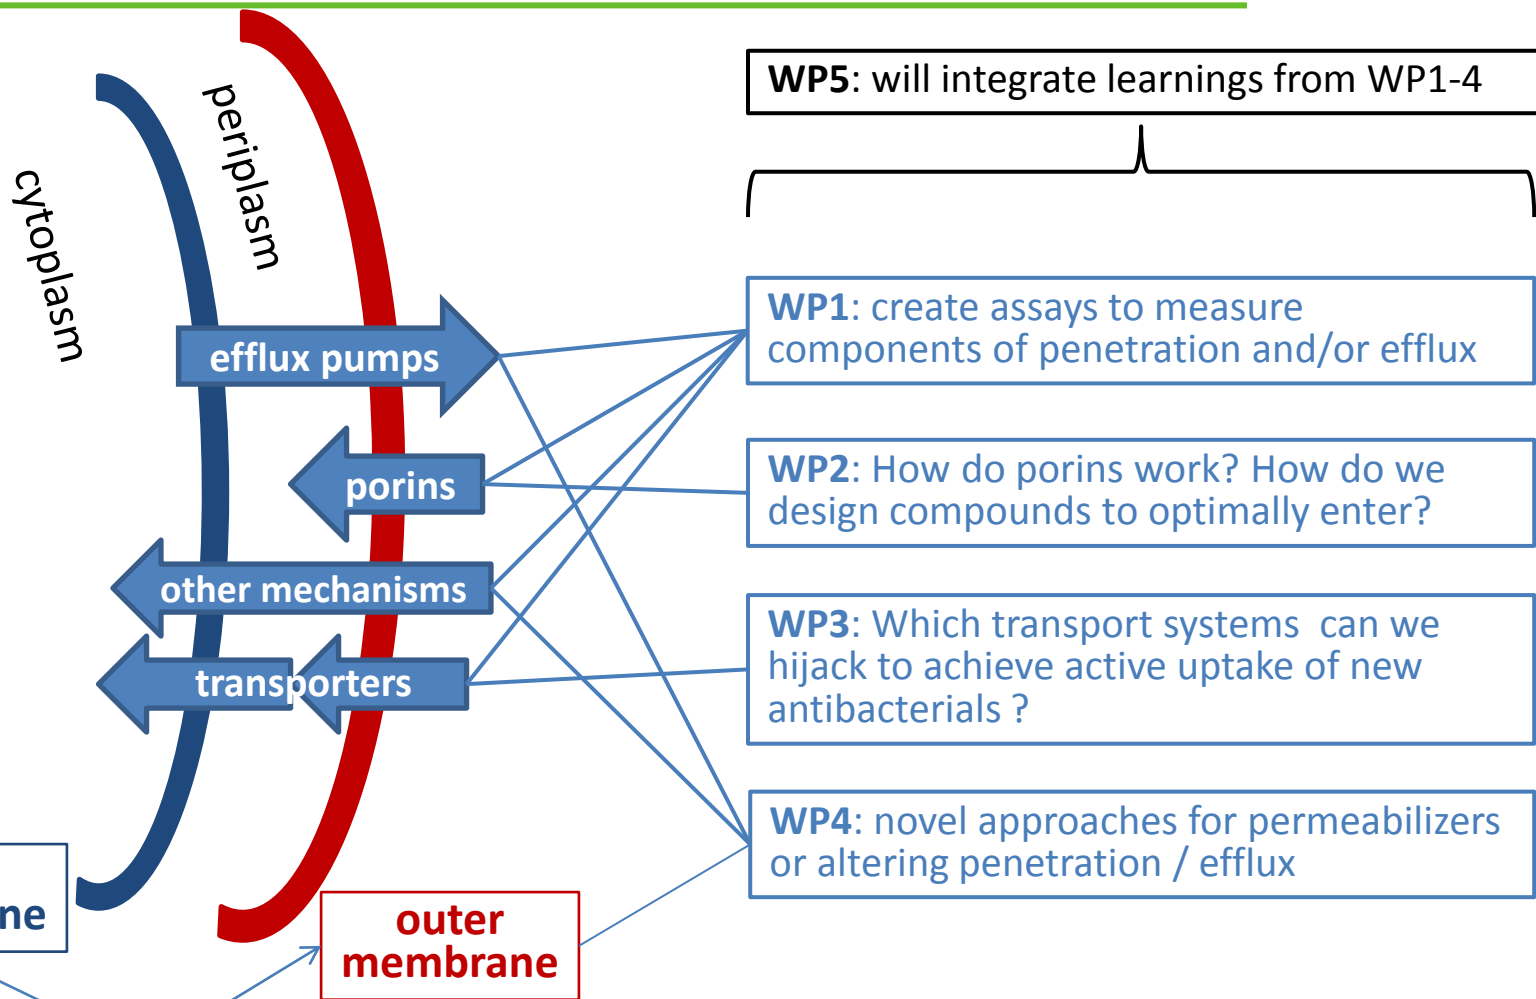 cytoplasm
periplasm
efflux pumps
porins
other mechanisms
transporters
outer
membrane
WP5: will integrate learnings from WP1-4
WP1: create assays to measure
components of penetration and/or efflux
WP2: How do porins work? How do we
design compounds to optimally enter?
WP3: Which transport systems  can we
hijack to achieve active uptake of new
antibacterials ?
WP4: novel approaches for permeabilizers
or altering penetration / efflux